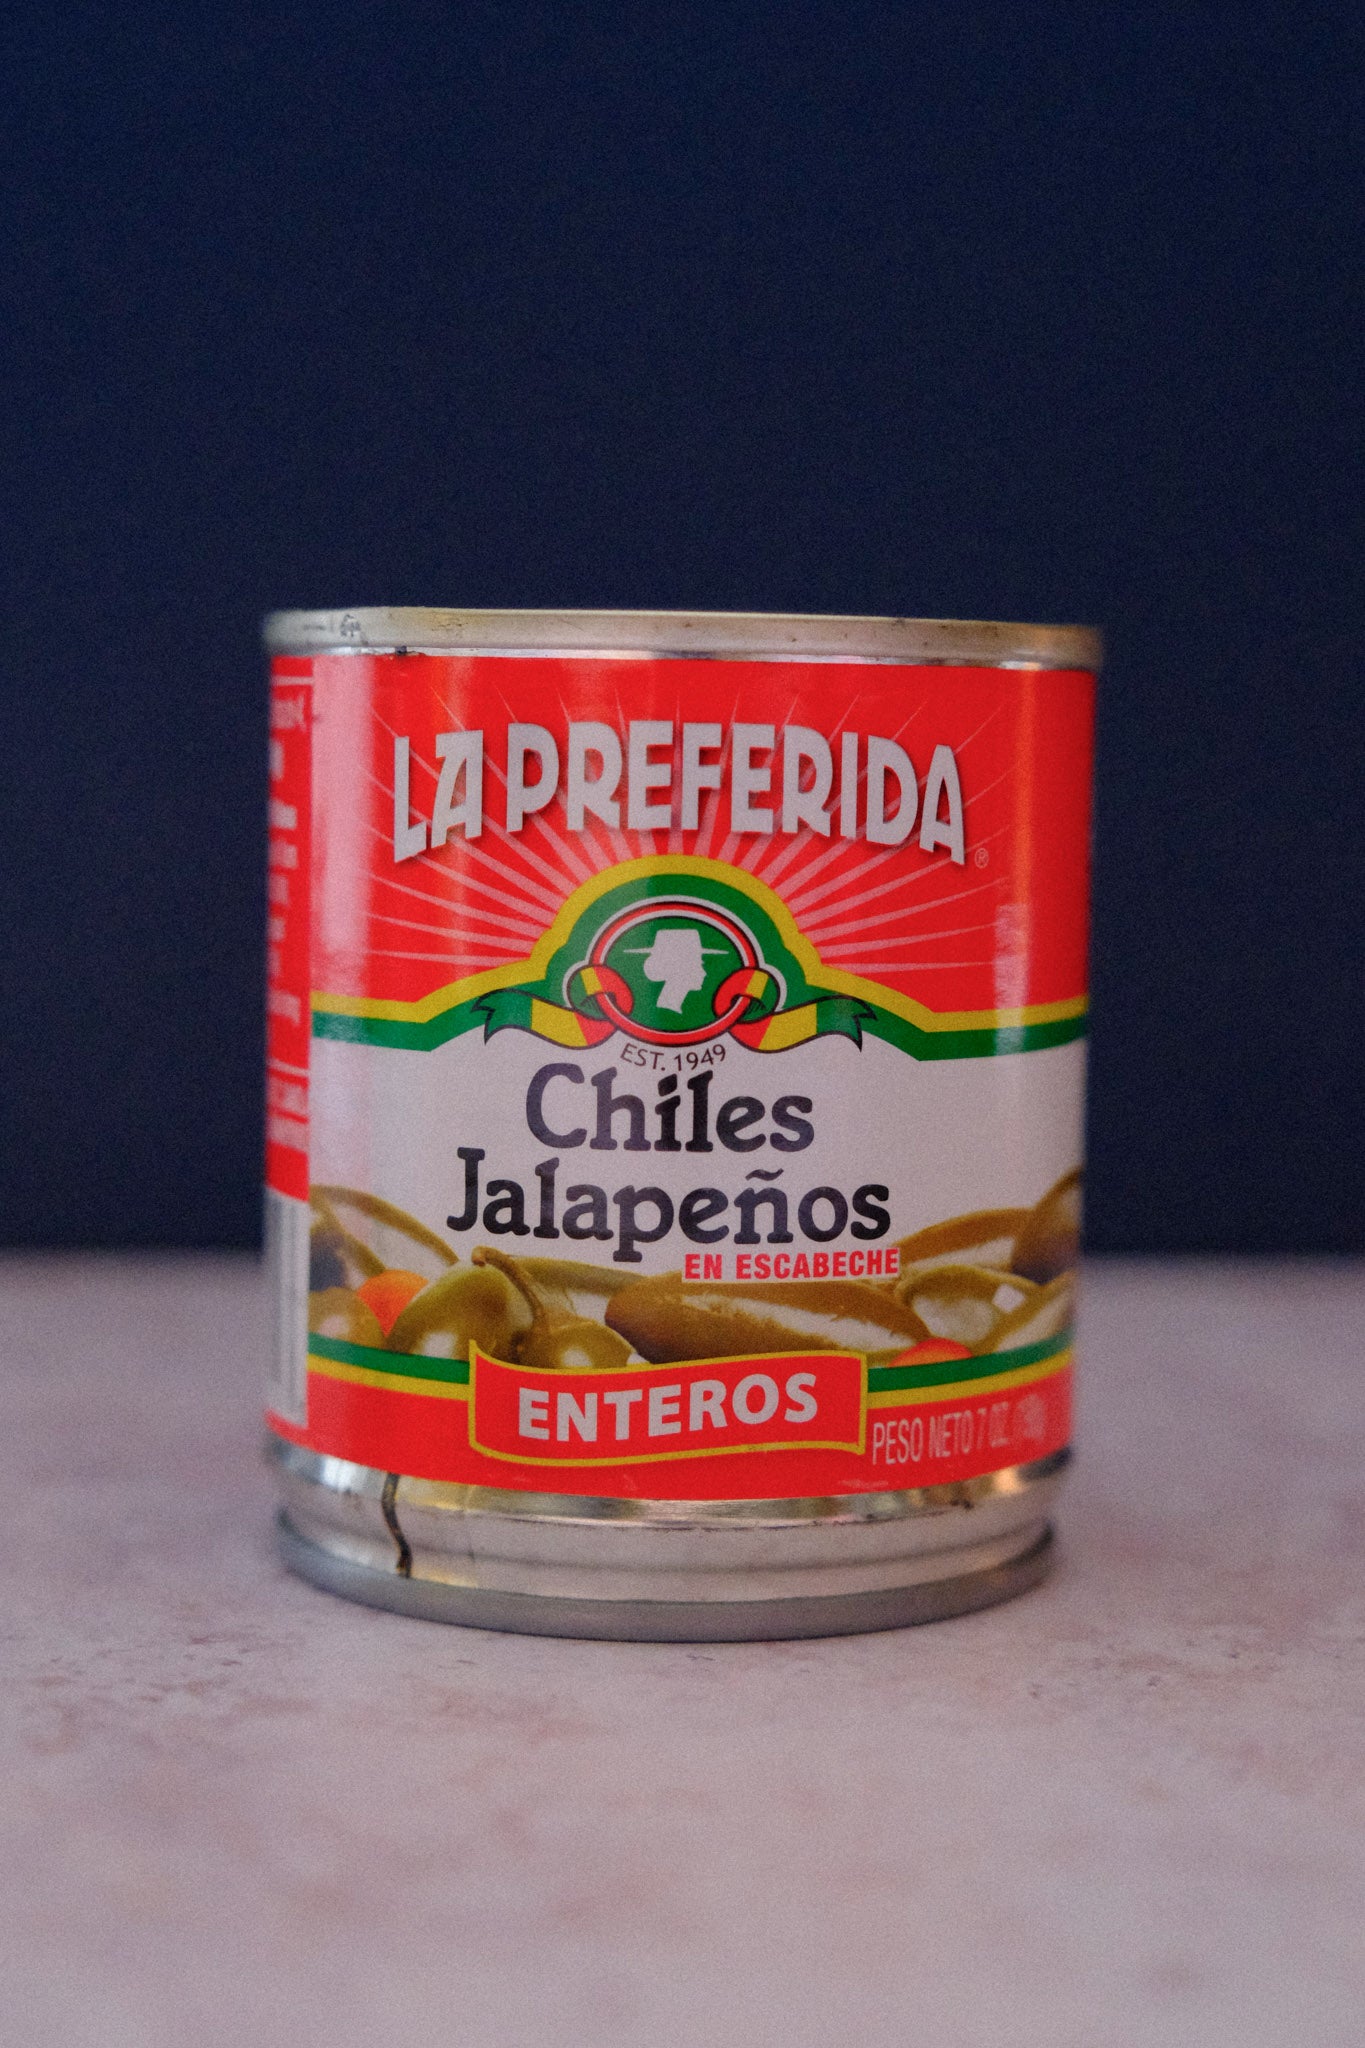 LA PREFERIDA
®
EST. 1949
Chiles
Jalapeños
EN ESCABECHE
ENTEROS
PESO NETO 7 OZ.